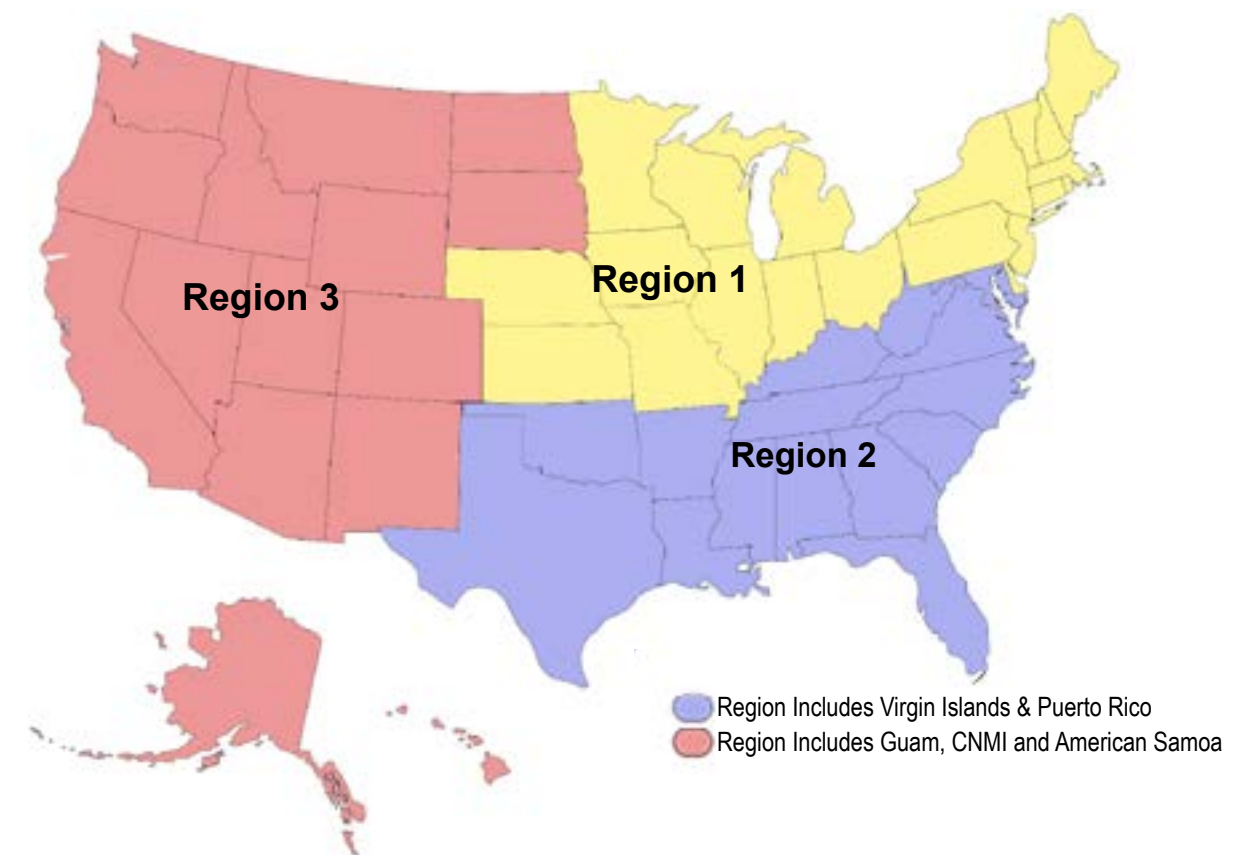 Region 1
Region 3
Region 2
Region Includes Virgin Islands & Puerto Rico
Region Includes Guam, CNMI and American Samoa